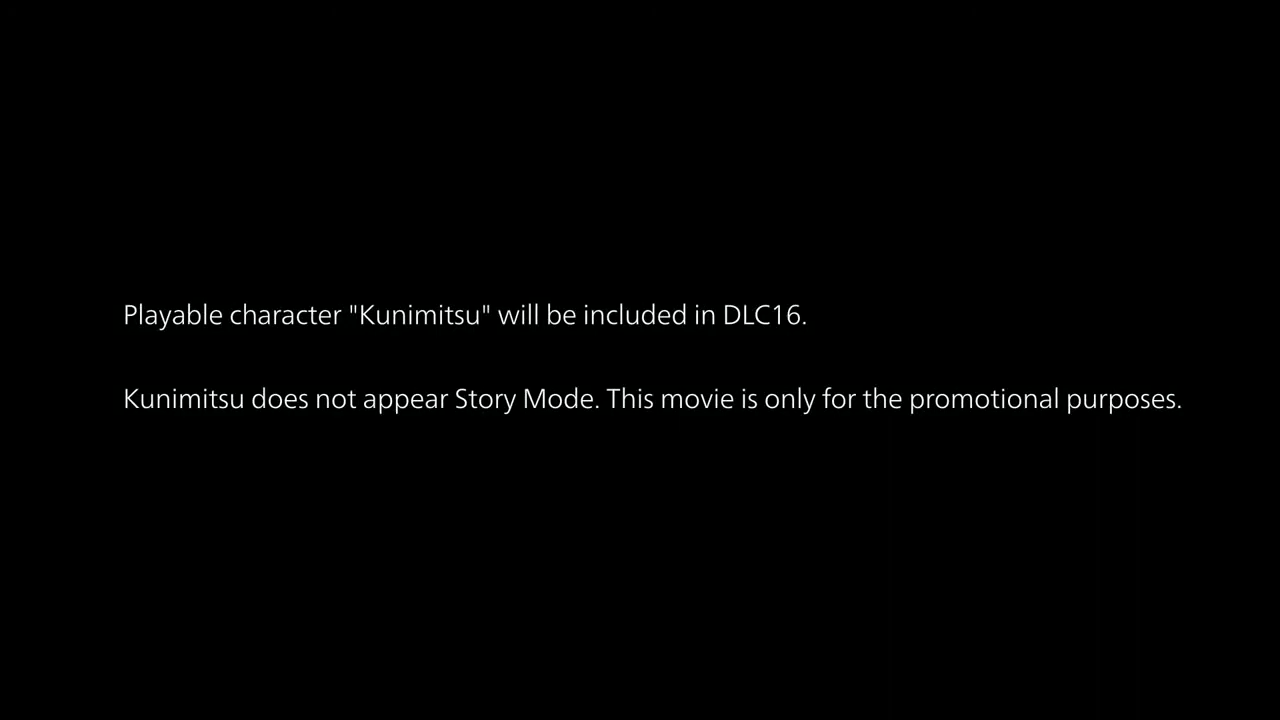 Playable character "Kunimitsu" will be included in DLC16.
Kunimitsu does not appear Story Mode. This movie is only for the promotional purposes.